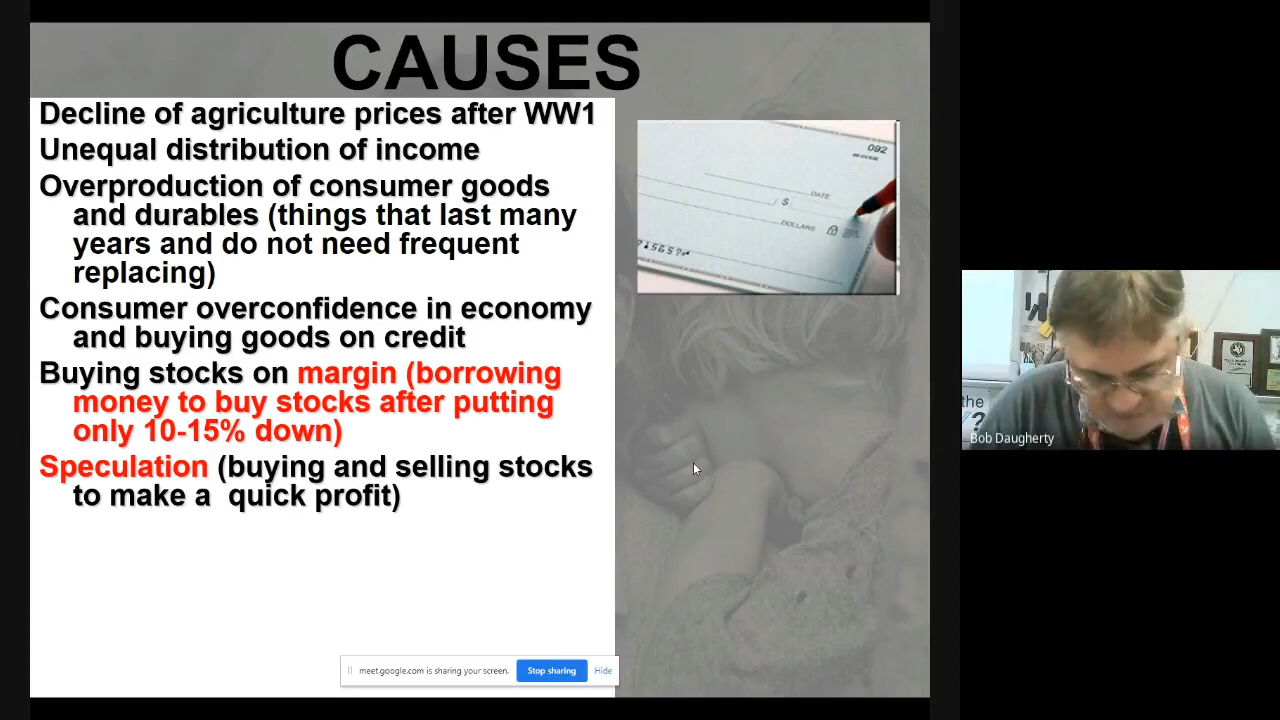 CAUSES
Decline of agriculture prices after WW1
Unequal distribution of income
Overproduction of consumer goods
and durables (things that last many
years and do not need frequent
replacing)
Consumer overconfidence in economy
and buying goods on credit
Buying stocks on margin (borrowing
money to buy stocks after putting
only 10-15% down)
Speculation (buying and selling stocks
to make a  quick profit)
092
DATE
$
DOLLARS
the
?
Bob Daugherty
meet.google.com is sharing your screen.
Stop sharing
Hide